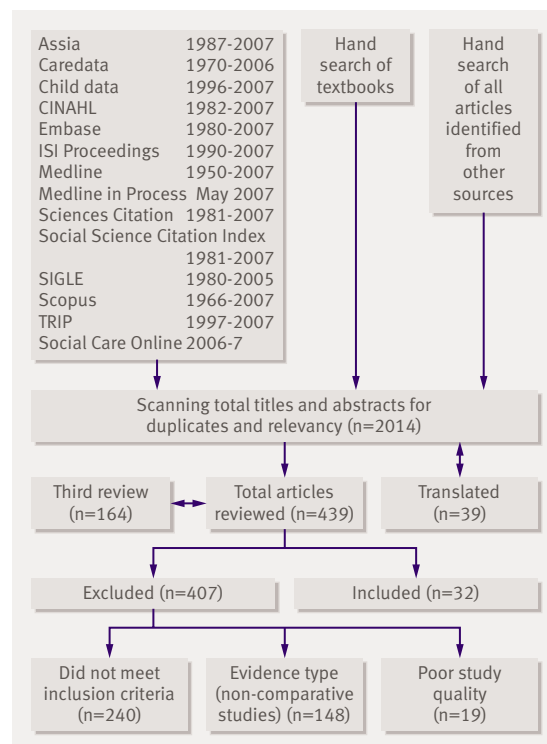 Assia 1987-2007
Caredata 1970-2006
Child data 1996-2007
CINAHL 1982-2007
Embase 1980-2007
ISI Proceedings 1990-2007
Medline 1950-2007
Medline in Process May 2007
Sciences Citation 1981-2007
Social Science Citation Index
1981-2007
SIGLE 1980-2005
Scopus 1966-2007
TRIP 1997-2007
Social Care Online 2006-7
Hand
search of
textbooks
Hand
search
of all
articles
identified
from
other
sources
Scanning total titles and abstracts for
duplicates and relevancy (n=2014)
Third review
(n=164)
Total articles
reviewed (n=439)
Translated
(n=39)
Excluded (n=407)
Included (n=32)
Did not meet
inclusion criteria
(n=240)
Evidence type
(non-comparative
studies) (n=148)
Poor study
quality
(n=19)